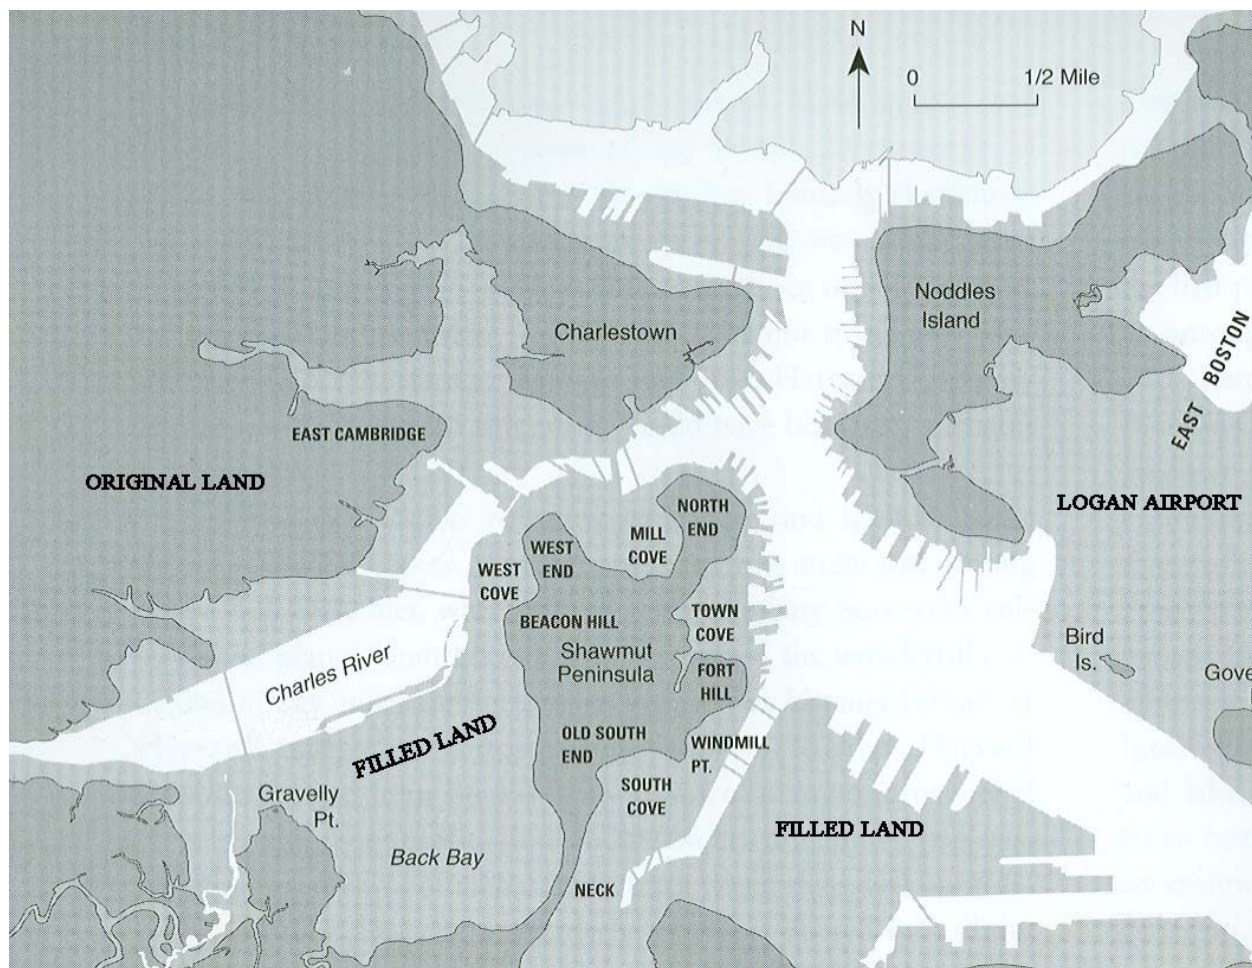 N
0 1/2 Mile
Noddles
Island
Charlestown
EAST BOSTON
EAST CAMBRIDGE
ORIGINAL LAND
LOGAN AIRPORT
NORTH
END
MILL
COVE
WEST
END
WEST
COVE
BEACON HILL
TOWN
COVE
Shawmut
Peninsula
FORT
HILL
Bird
Is.
Gove
Charles River
FILLED LAND
OLD SOUTH
END
WINDMILL
PT.
SOUTH
COVE
Gravelly
Pt.
FILLED LAND
Back Bay
NECK